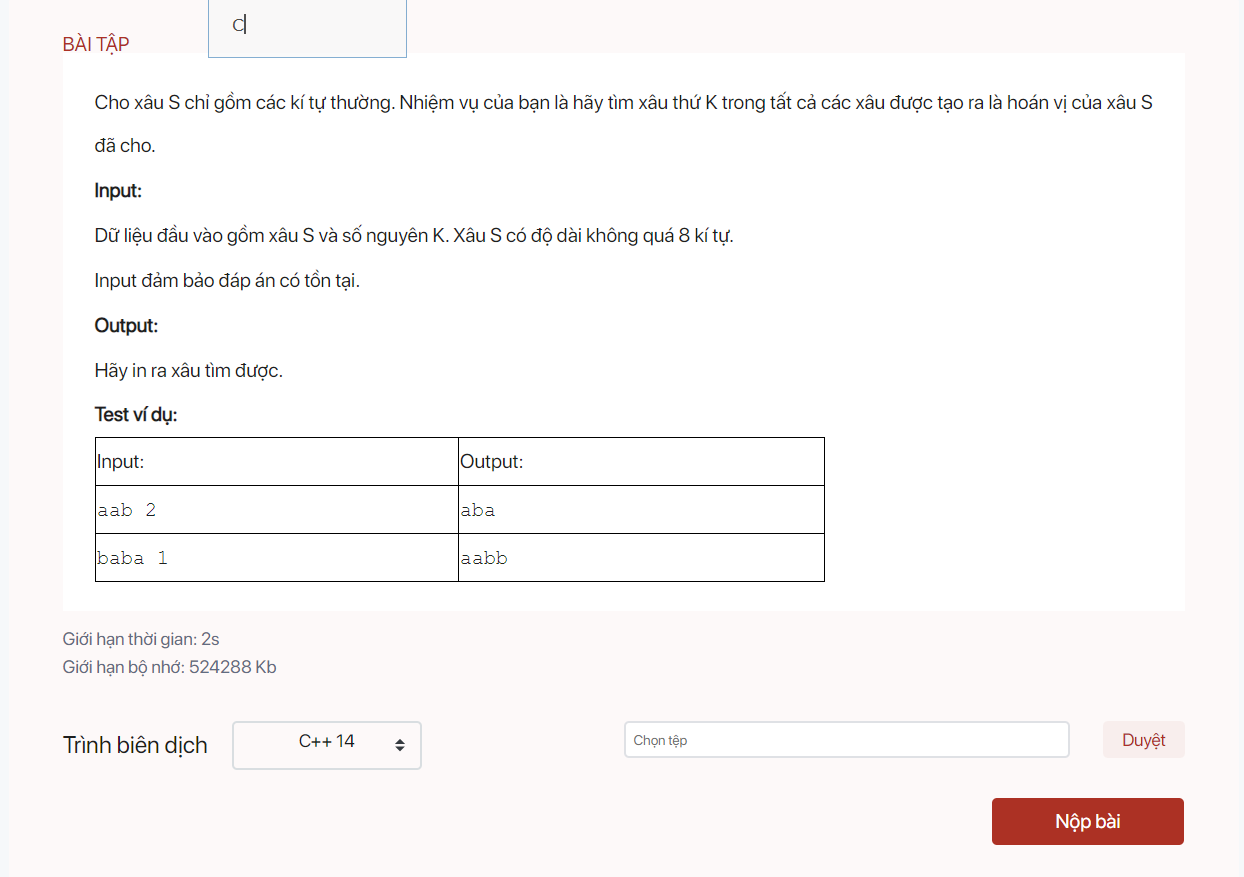 C
BÀI TẬP
Cho xâu S chỉ gồm các kí tự thường. Nhiệm vụ của bạn là hãy tìm xâu thứ K trong tất cả các xâu được tạo ra là hoán vị của xâu S
đã cho.
Input:
Dữ liệu đầu vào gồm xâu S và số nguyên K. Xâu S có độ dài không quá 8 kí tự.
Input đảm bảo đáp án có tồn tại.
Output:
Hãy in ra xâu tìm được.
Test ví dụ:
Input: Output:
aab 2 aba
baba 1 aabb
Giới hạn thời gian: 2s
Giới hạn bộ nhớ: 524288 Kb
Trình biên dịch C++ 14 Chọn tệp Duyệt
Nộp bài